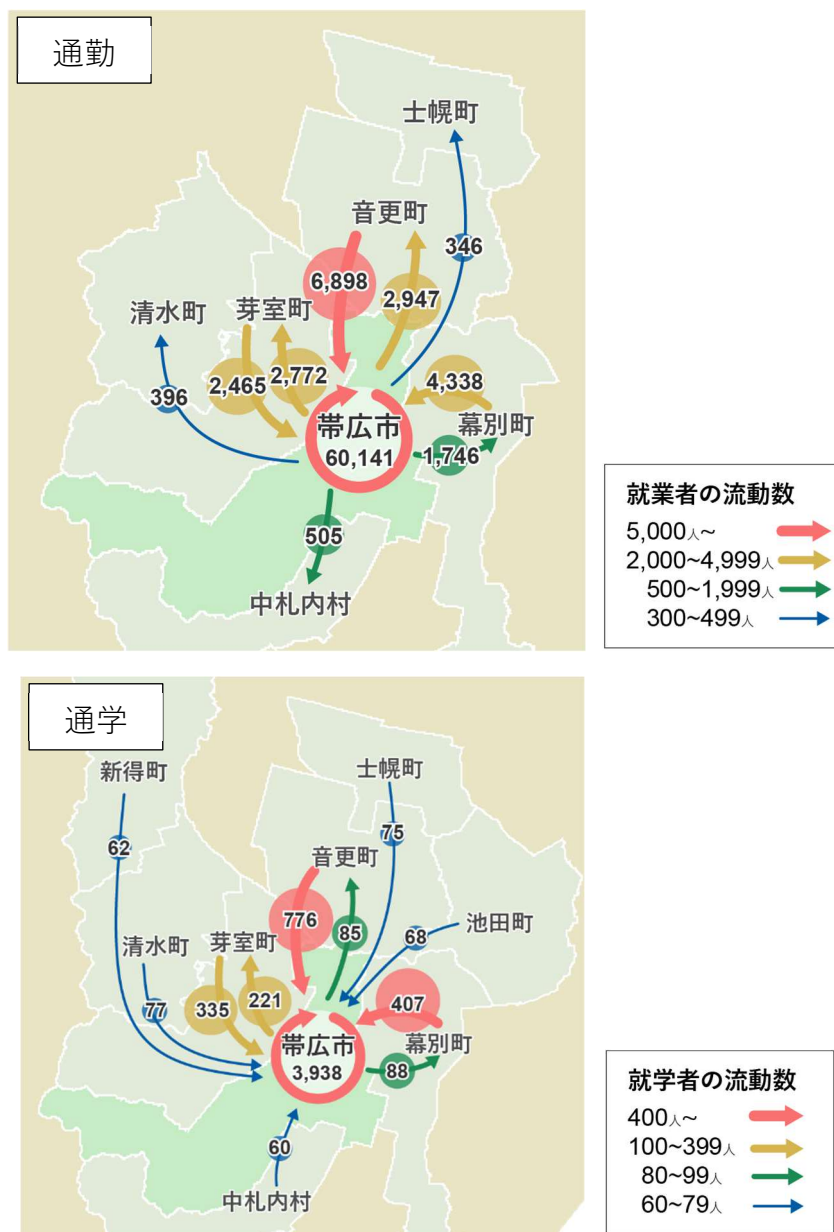 通勤
士幌町
音更町
346
6,898
2,947
清水町
芽室町
2,465
2,772
4,338
396
幕別町
帯広市
60,141
1,746
505
中札内村
就業者の流動数
5,000人~
2,000~4,999人
500~1,999人
300~499人
通学
新得町
士幌町
75
62
音更町
776
85
池田町
68
清水町
芽室町
335
221
407
77
帯広市
3,938
幕別町
88
60
中札内村
就学者の流動数
400人~
100~399人
80~99人
60~79人